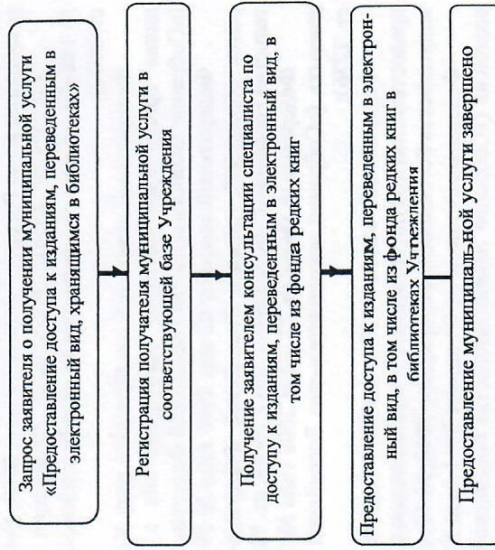 Запрос заявителя о получении муниципальной услуги
«Предоставление доступа к изданиям, переведенным в
электронный вид, хранящимся в библиотеках»
Регистрация получателя муниципальной услуги в
соответствующей базе Учреждения
Получение заявителем консультации специалиста по
доступу к изданиям, переведенным в электронный вид, в
том числе из фонда редких книг
Предоставление доступа к изданиям, переведенным в электрон-
ный вид, в том числе из фонда редких книг в
библиотеках Учреждения
Предоставление муниципальной услуги завершено